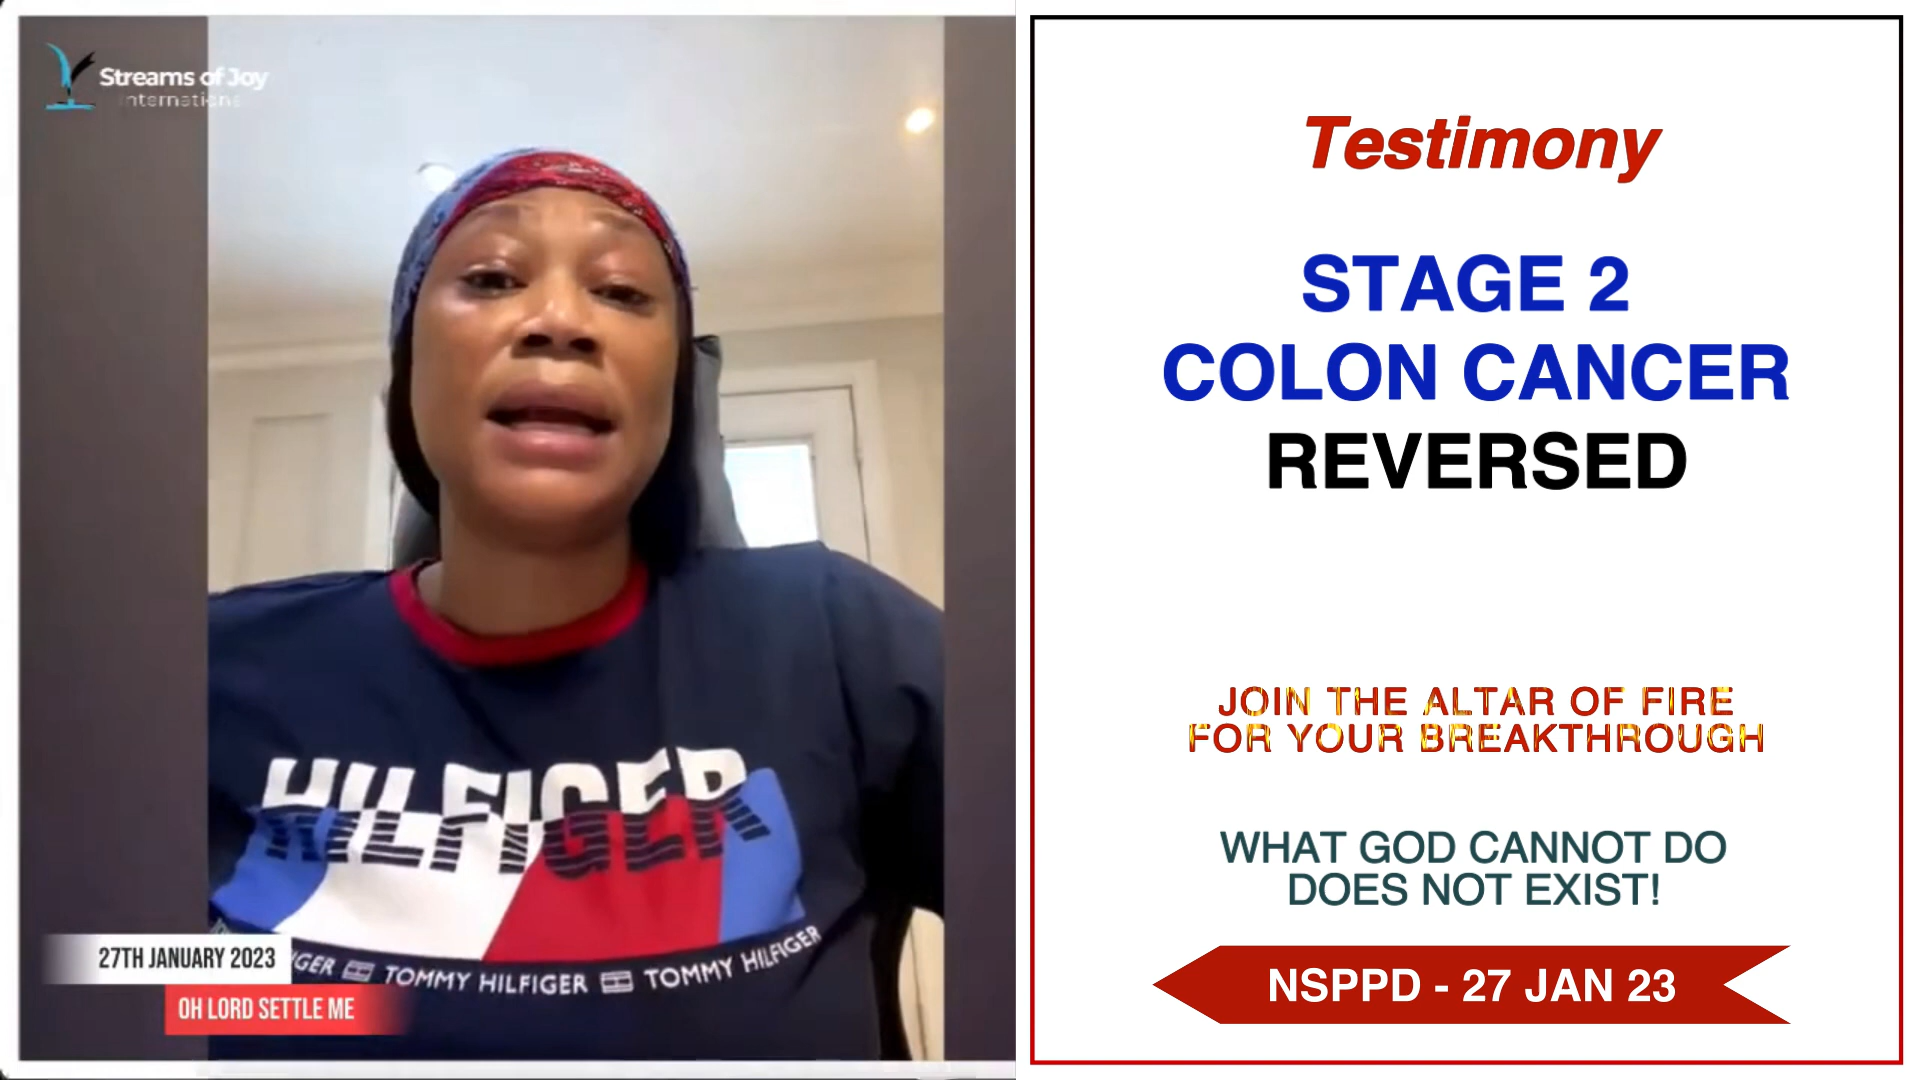 Streams of Joy
International
HILFIGER
IGER TOMMY HILFIGER TOMMY HILFIGER
27TH JANUARY 2023
OH LORD SETTLE ME
Testimony
STAGE 2
COLON CANCER
REVERSED
JOIN THE ALTAR OF FIRE
FOR YOUR BREAKTHROUGH
WHAT GOD CANNOT DO
DOES NOT EXIST!
NSPPD - 27 JAN 23